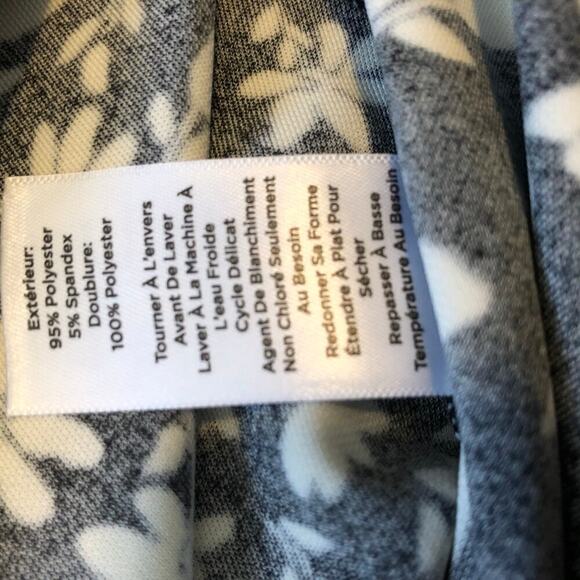 Extérieur:
95% Polyester
5% Spandex
Doublure:
100% Polyester
Tourner À L'envers
Avant De Laver
Laver À La Machine À
L'eau Froide
Cycle Délicat
Agent De Blanchiment
Non Chloré Seulement
Au Besoin
Redonner Sa Forme
Étendre À Plat Pour
Sécher
Repasser À Basse
Température Au Besoin